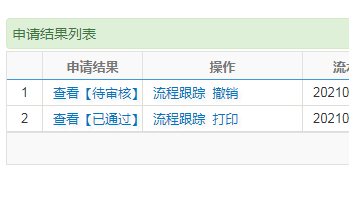 申请结果列表
申请结果 操作 流
1 查看【待审核】 流程跟踪 撤销 20210
2 查看【已通过】 流程跟踪 打印 20210